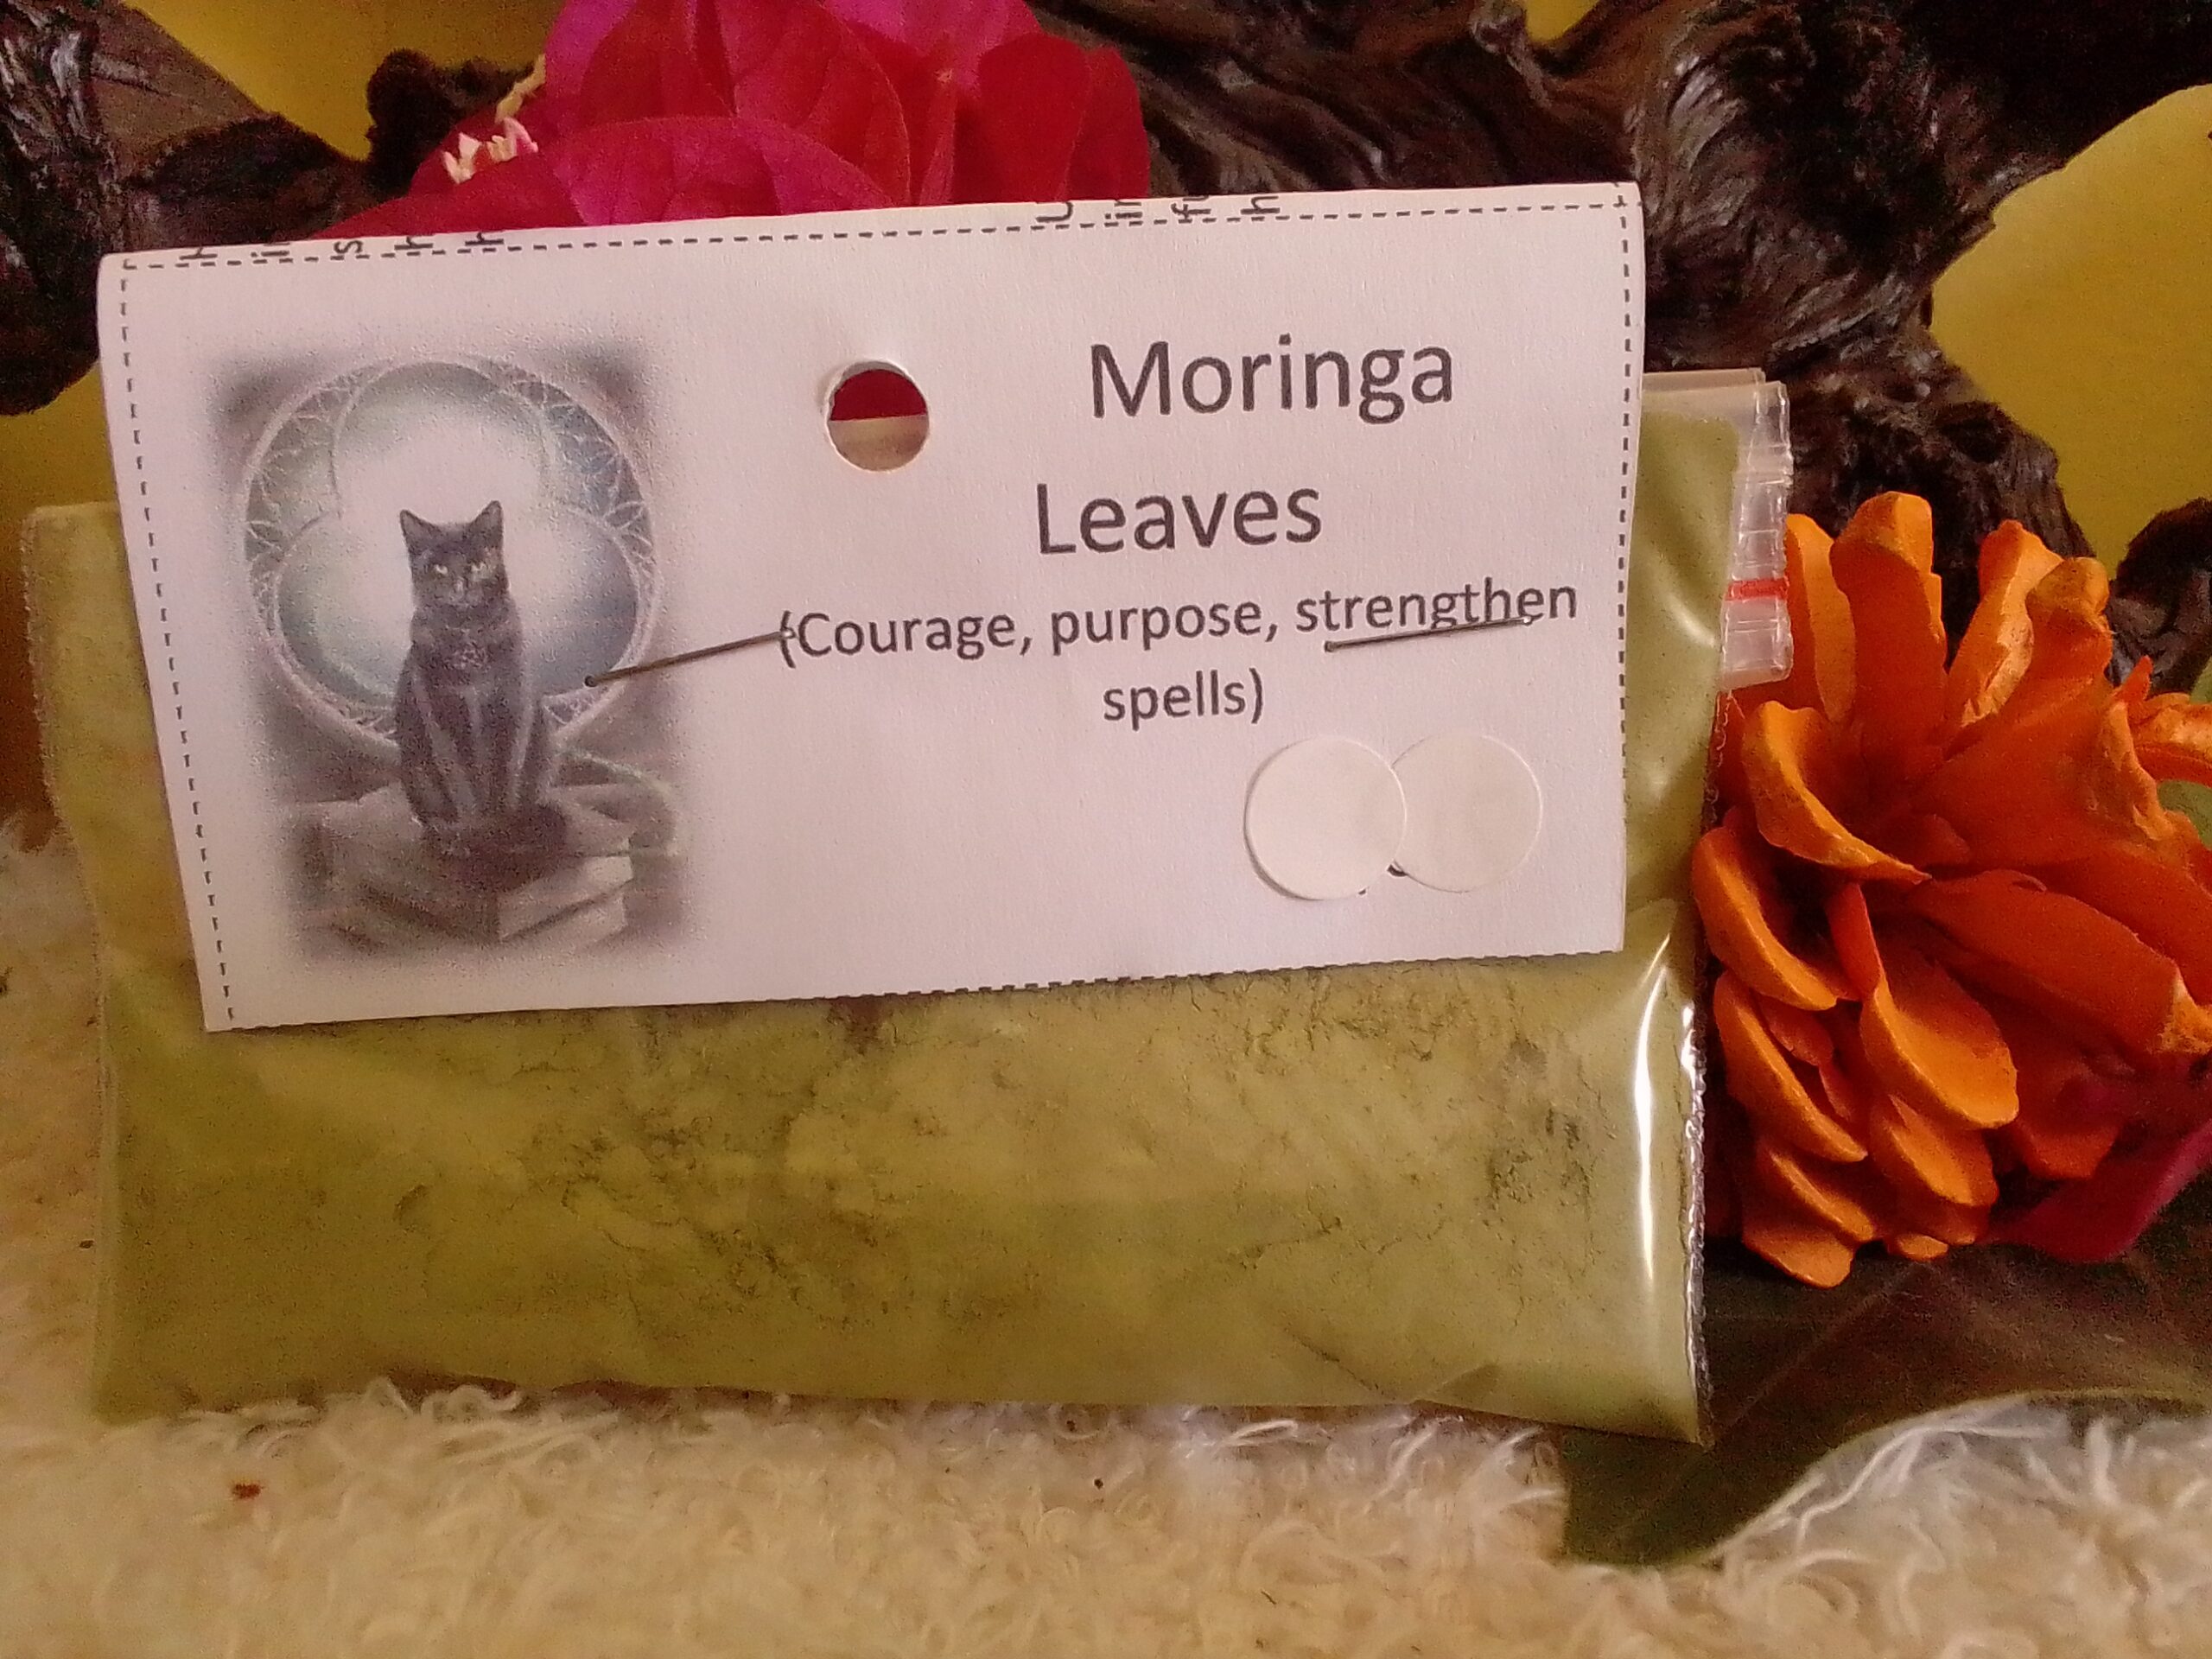 Moringa
Leaves
(Courage, purpose, strengthen
spells)